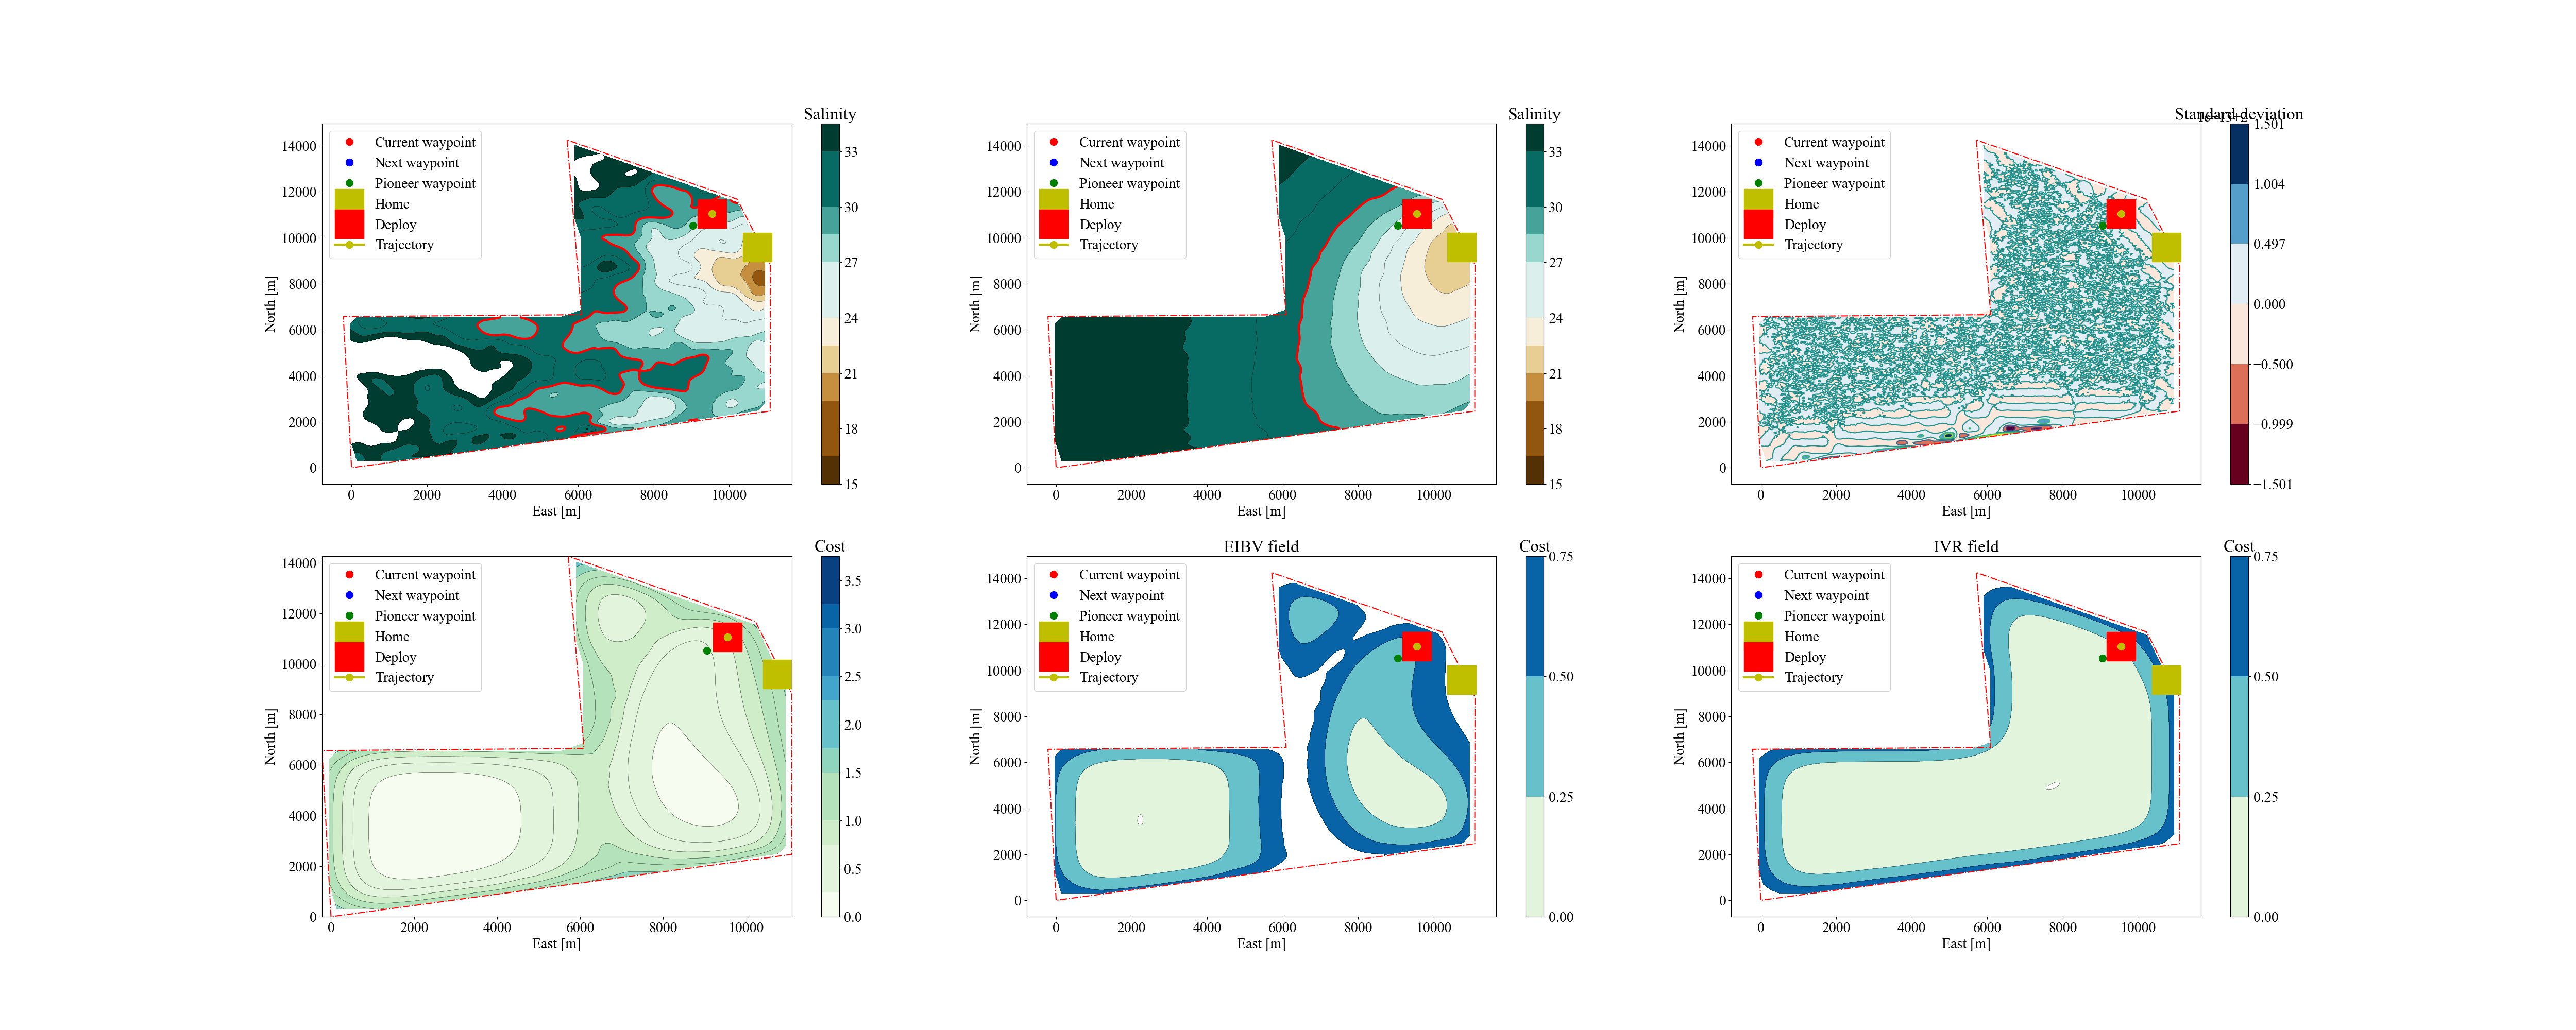 Salinity
14000
12000
10000
8000
6000
4000
2000
0
North [m]
Current waypoint
Next waypoint
Pioneer waypoint
Home
Deploy
Trajectory
0 2000 4000 6000 8000 10000
East [m]
33
30
27
24
21
18
15
Salinity
14000
12000
10000
8000
6000
4000
2000
0
North [m]
Current waypoint
Next waypoint
Pioneer waypoint
Home
Deploy
Trajectory
0 2000 4000 6000 8000 10000
East [m]
33
30
27
24
21
18
15
Standard deviation
14000
12000
10000
8000
6000
4000
2000
0
North [m]
Current waypoint
Next waypoint
Pioneer waypoint
Home
Deploy
Trajectory
0 2000 4000 6000 8000 10000
East [m]
1.501
1.004
0.497
0.000
−0.500
−0.999
−1.501
Cost
14000
12000
10000
8000
6000
4000
2000
0
North [m]
Current waypoint
Next waypoint
Pioneer waypoint
Home
Deploy
Trajectory
0 2000 4000 6000 8000 10000
East [m]
3.5
3.0
2.5
2.0
1.5
1.0
0.5
0.0
EIBV field
Cost
14000
12000
10000
8000
6000
4000
2000
0
North [m]
Current waypoint
Next waypoint
Pioneer waypoint
Home
Deploy
Trajectory
0 2000 4000 6000 8000 10000
East [m]
0.75
0.50
0.25
0.00
IVR field
Cost
14000
12000
10000
8000
6000
4000
2000
0
North [m]
Current waypoint
Next waypoint
Pioneer waypoint
Home
Deploy
Trajectory
0 2000 4000 6000 8000 10000
East [m]
0.75
0.50
0.25
0.00